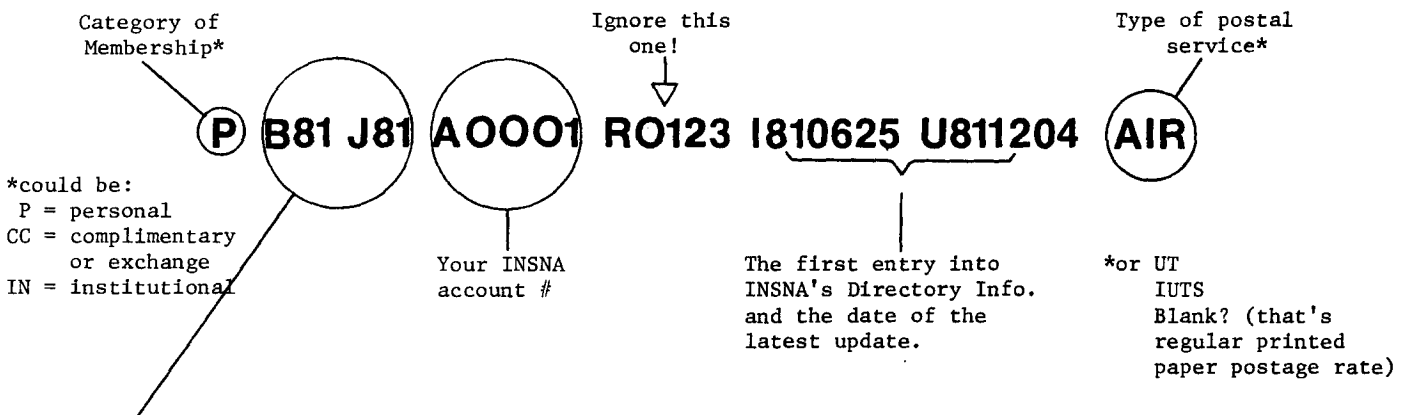 Category of
Membership*
Ignore this
one!
Type of postal
service*
P B81 J81 A0001 R0123 I810625 U811204 AIR
*could be:
P = personal
CC = complimentary
or exchange
IN = institutional
Your INSNA
account #
The first entry into
INSNA's Directory Info.
and the date of the
latest update.
*or UT
IUTS
Blank? (that's
regular printed
paper postage rate)